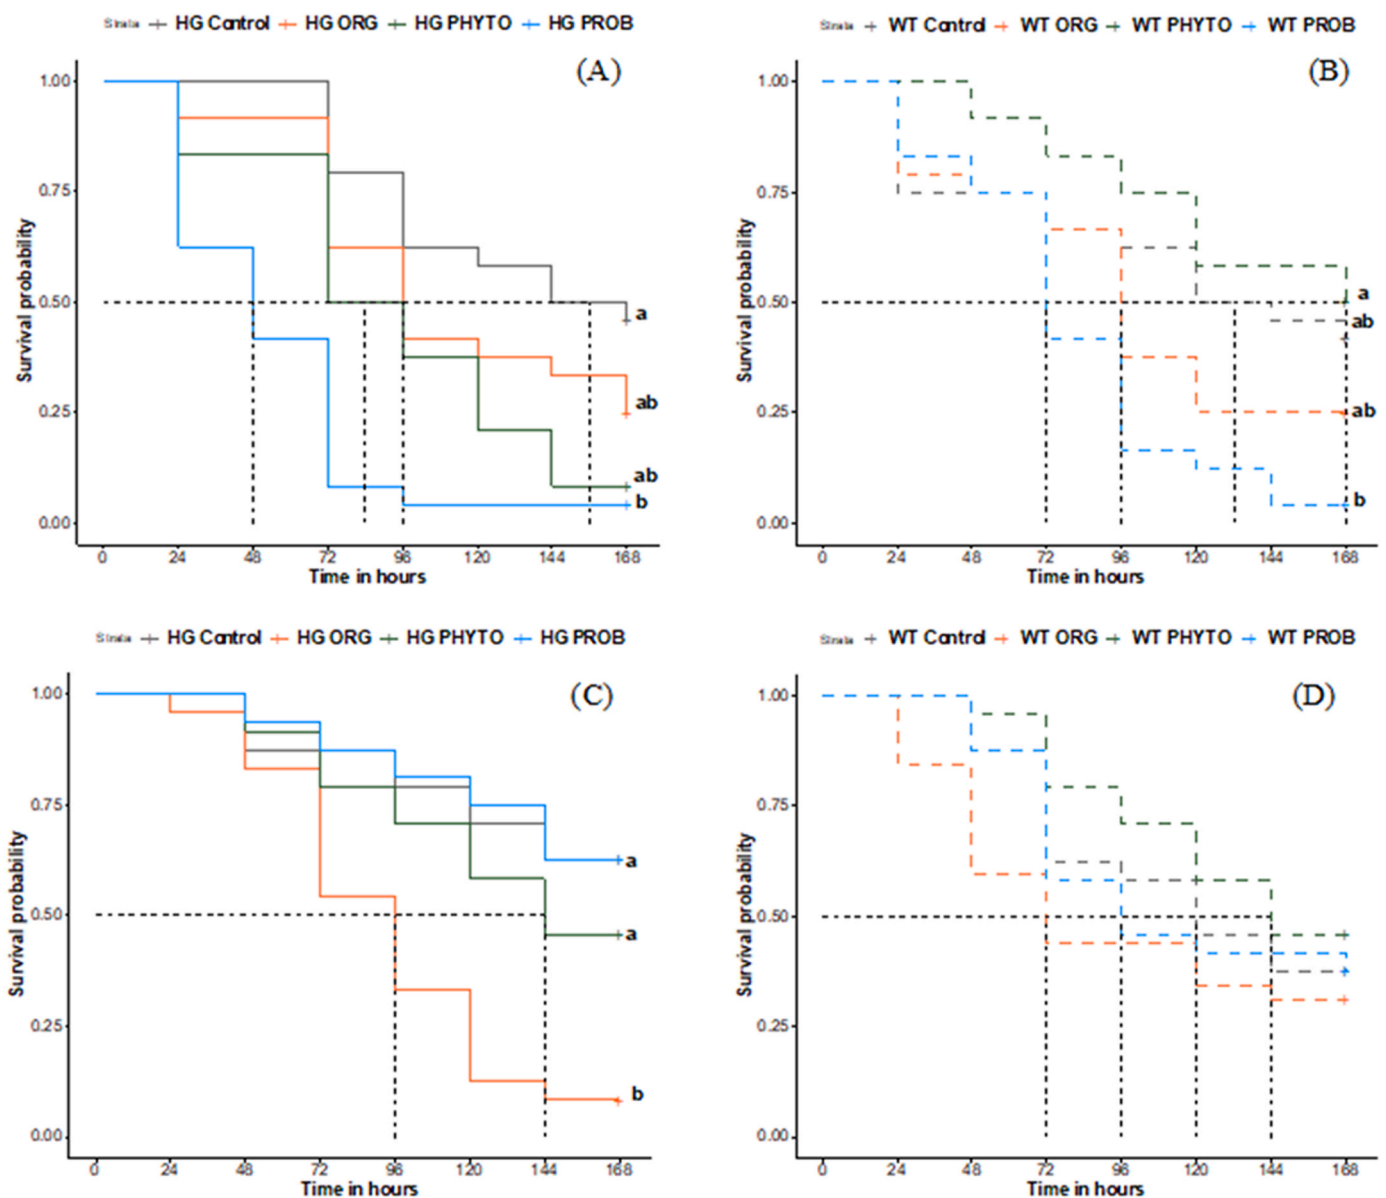 Strata HG Control HG ORG HG PHYTO HG PROB
(A)
Survival probability
1.00
0.75
0.50
0.25
0.00
a
ab
ab
b
0 24 48 72 96 120 144 168
Time in hours
Strata WT Control WT ORG WT PHYTO WT PROB
(B)
Survival probability
1.00
0.75
0.50
0.25
0.00
a
ab
ab
b
0 24 48 72 96 120 144 168
Time in hours
Strata HG Control HG ORG HG PHYTO HG PROB
(C)
Survival probability
1.00
0.75
0.50
0.25
0.00
a
a
b
0 24 48 72 96 120 144 168
Time in hours
Strata WT Control WT ORG WT PHYTO WT PROB
(D)
Survival probability
1.00
0.75
0.50
0.25
0.00
0 24 48 72 96 120 144 168
Time in hours